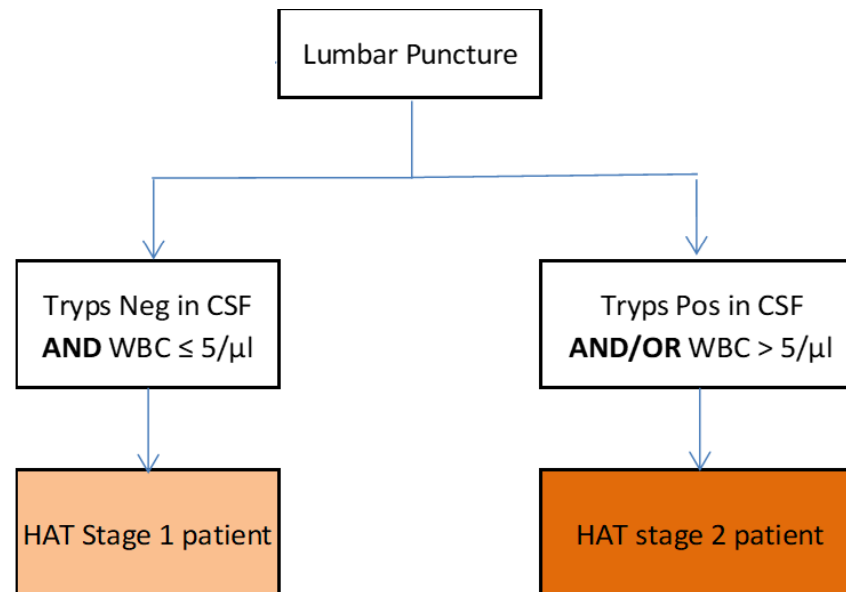 Lumbar Puncture
Tryps Neg in CSF
AND WBC ≤ 5/µl
Tryps Pos in CSF
AND/OR WBC > 5/µl
HAT Stage 1 patient
HAT stage 2 patient